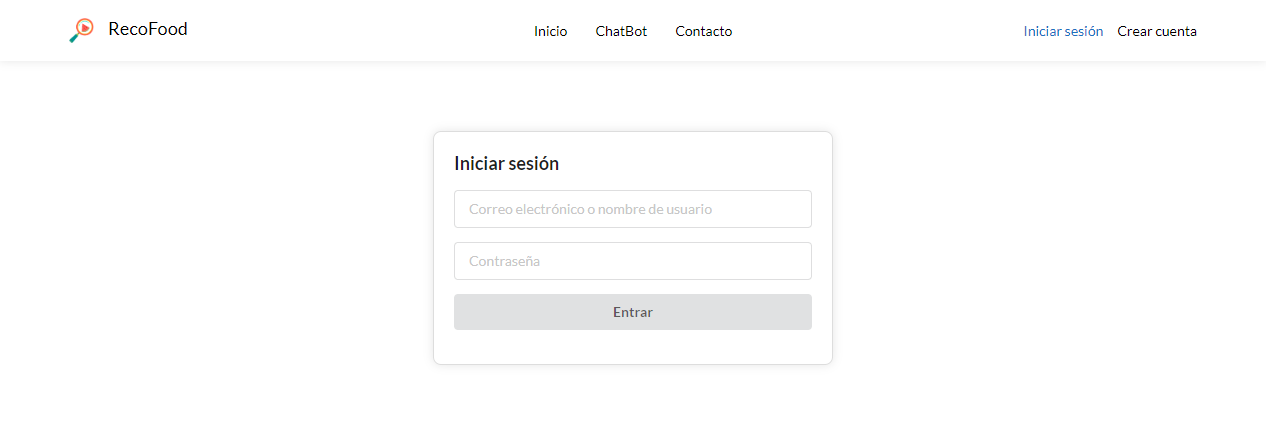 RecoFood
Inicio ChatBot Contacto
Iniciar sesión Crear cuenta
Iniciar sesión
Correo electrónico o nombre de usuario
Contraseña
Entrar